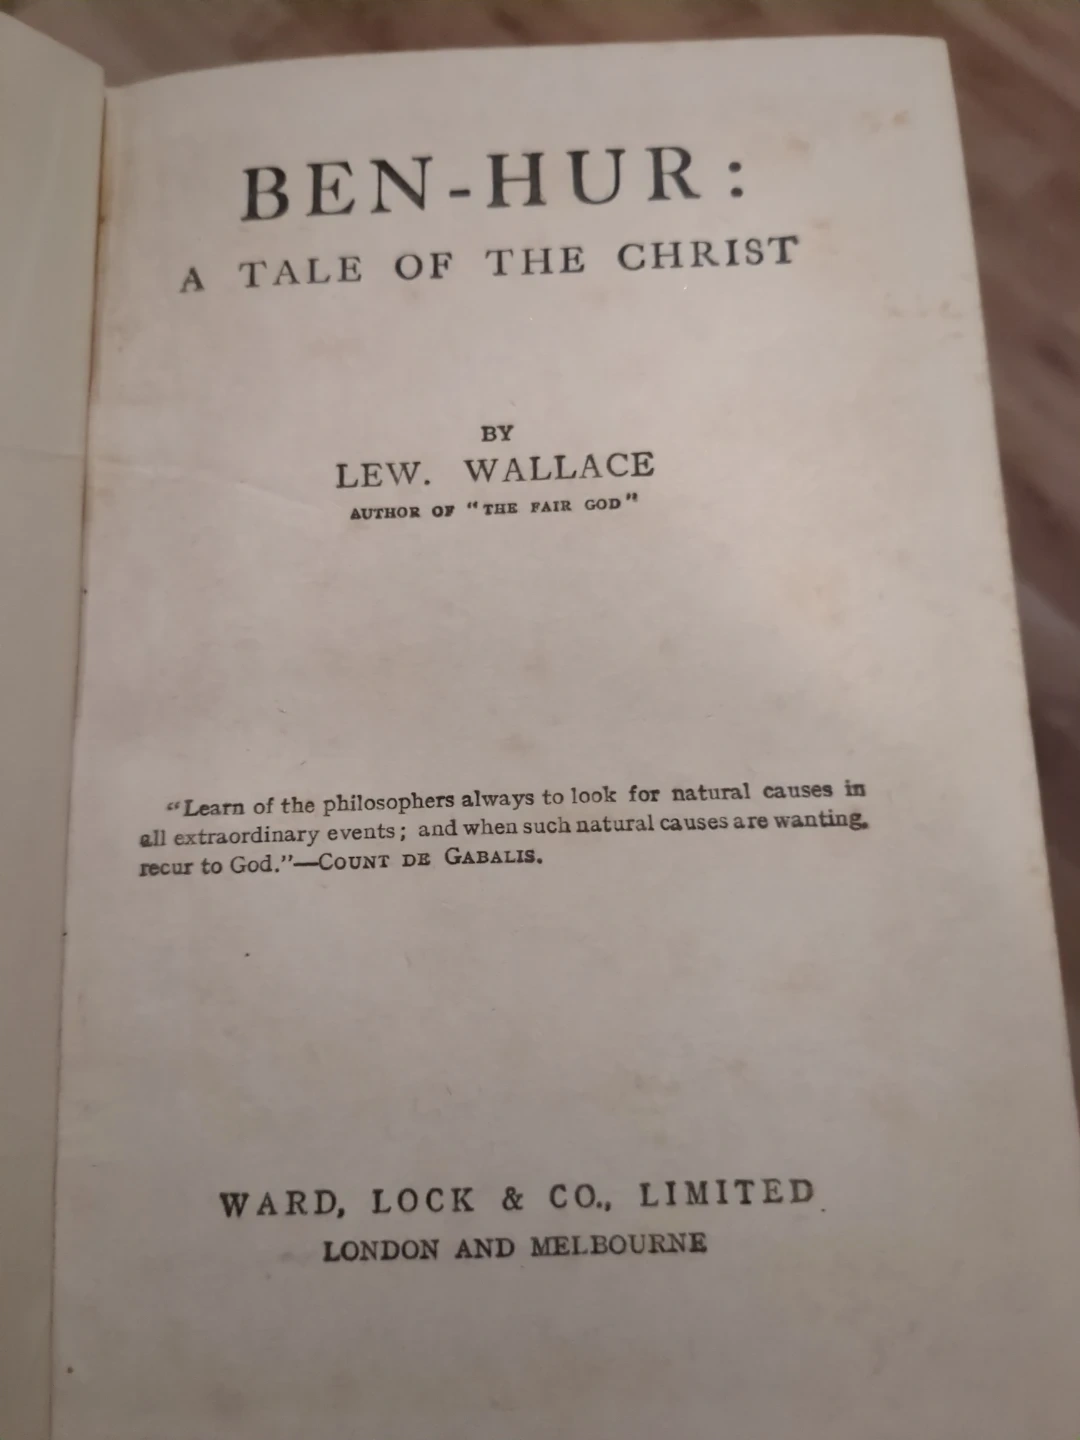 BEN-HUR:
A TALE OF THE CHRIST
BY
LEW. WALLACE
AUTHOR OF "THE FAIR GOD"
"Learn of the philosophers always to look for natural causes in
all extraordinary events; and when such natural causes are wanting,
recur to God."—COUNT DE GABALIS.
WARD, LOCK & CO., LIMITED
LONDON AND MELBOURNE